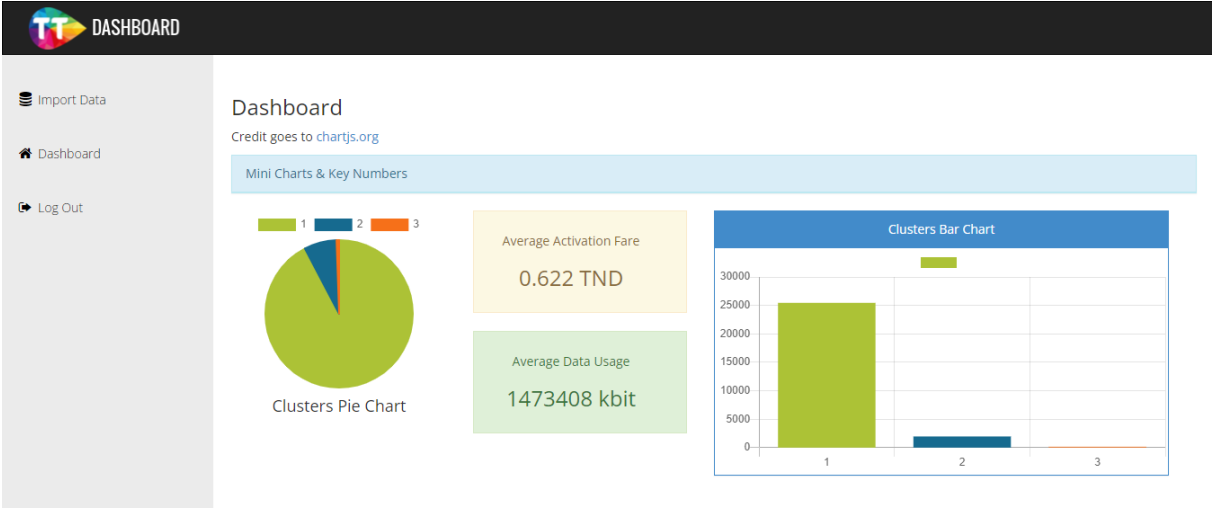 TT DASHBOARD
Import Data
Dashboard
Log Out
Dashboard
Credit goes to chartjs.org
Mini Charts & Key Numbers
1 2 3
Clusters Pie Chart
Average Activation Fare
0.622 TND
Average Data Usage
1473408 kbit
Clusters Bar Chart
30000
25000
20000
15000
10000
5000
0
1 2 3